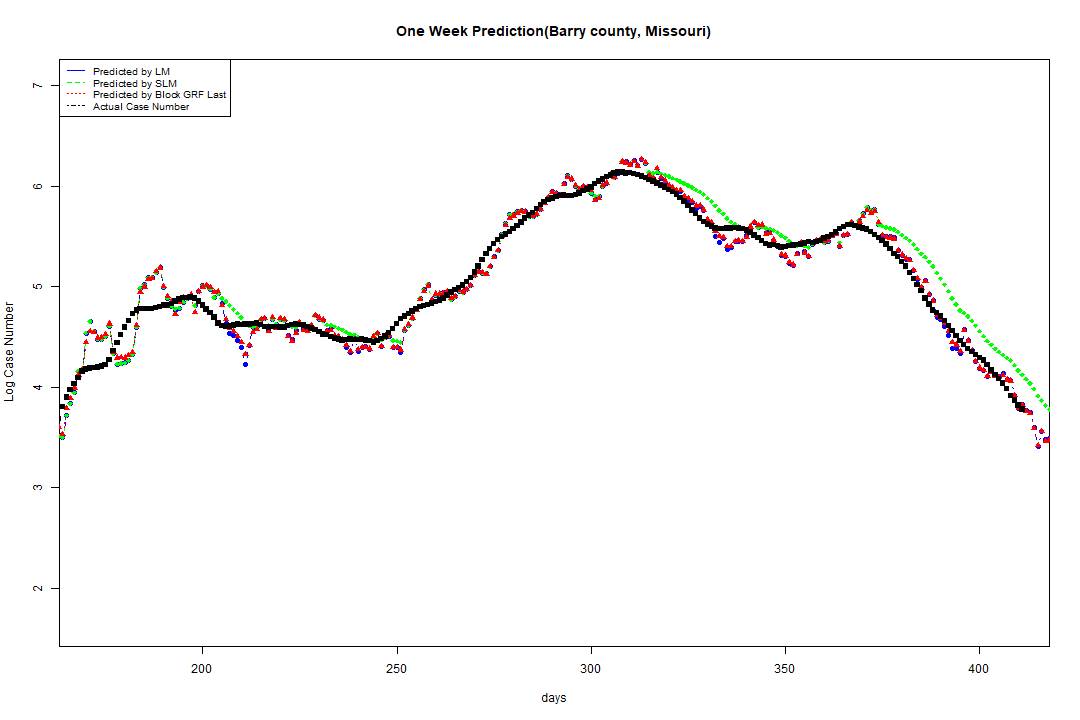 One Week Prediction(Barry county, Missouri)
Predicted by LM
Predicted by SLM
Predicted by Block GRF Last
Actual Case Number
7
6
5
4
3
2
Log Case Number
200 250 300 350 400
days